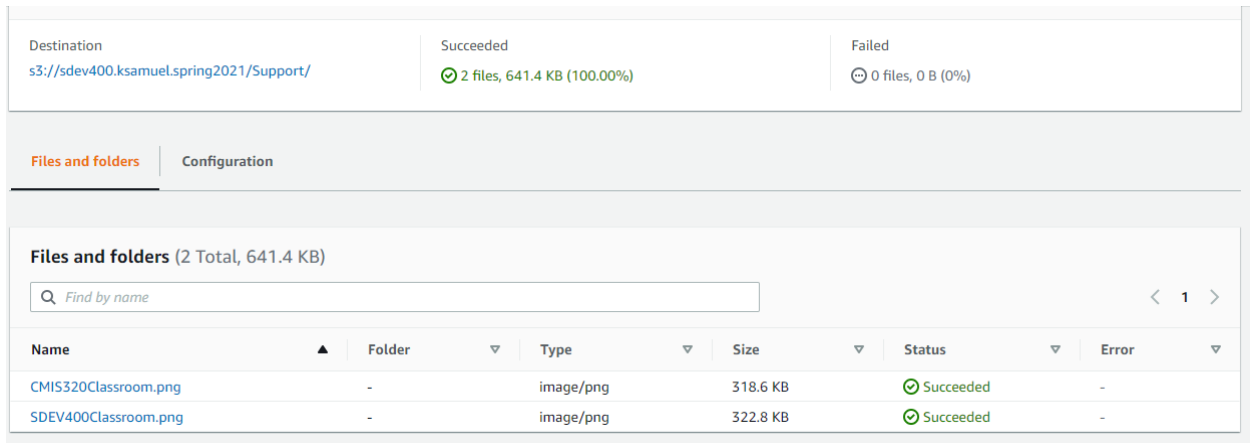 Destination Succeeded Failed
s3://sdev400.ksamuel.spring2021/Support/ 2 files, 641.4 KB (100.00%) 0 files, 0 B (0%)
Files and folders Configuration
Files and folders (2 Total, 641.4 KB)
Find by name 1
Name Folder Type Size Status Error
CMIS320Classroom.png - image/png 318.6 KB Succeeded -
SDEV400Classroom.png - image/png 322.8 KB Succeeded -